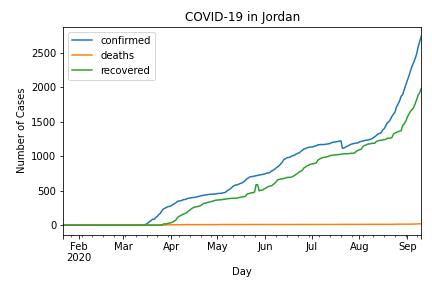 COVID-19 in Jordan
confirmed
deaths
recovered
Number of Cases
2500
2000
1500
1000
500
0
Feb Mar Apr May Jun Jul Aug Sep
2020
Day